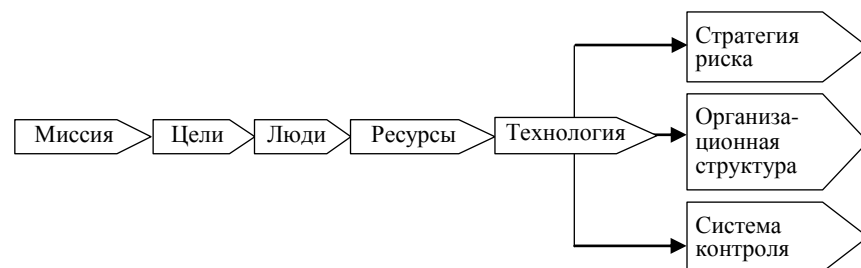 Стратегия
риска
Миссия
Цели
Люди
Ресурсы
Технология
Организа-
ционная
структура
Система
контроля